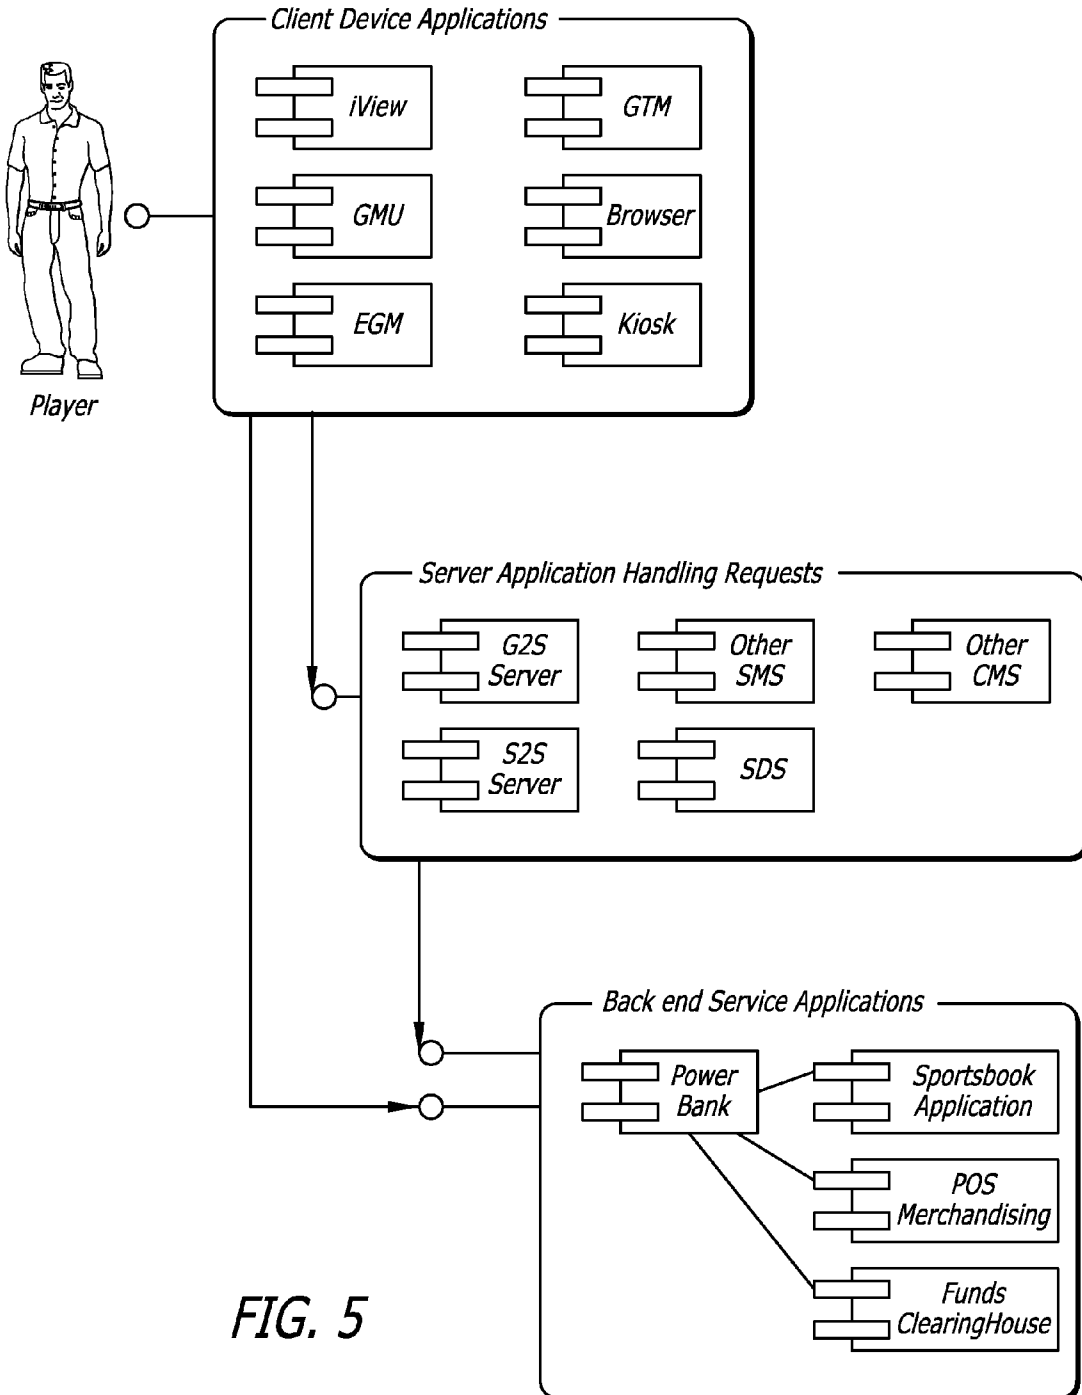 Client Device Applications
iView
GTM
GMU
Browser
EGM
Kiosk
Player
Server Application Handling Requests
G2S
Server
Other
SMS
Other
CMS
S2S
Server
SDS
Back end Service Applications
Power
Bank
Sportsbook
Application
POS
Merchandising
Funds
ClearingHouse
FIG. 5